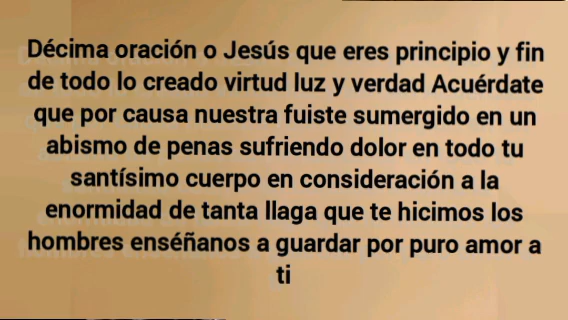 Décima oración o Jesús que eres principio y fin
de todo lo creado virtud luz y verdad Acuérdate
que por causa nuestra fuiste sumergido en un
abismo de penas sufriendo dolor en todo tu
santísimo cuerpo en consideración a la
enormidad de tanta llaga que te hicimos los
hombres enséñanos a guardar por puro amor a
ti